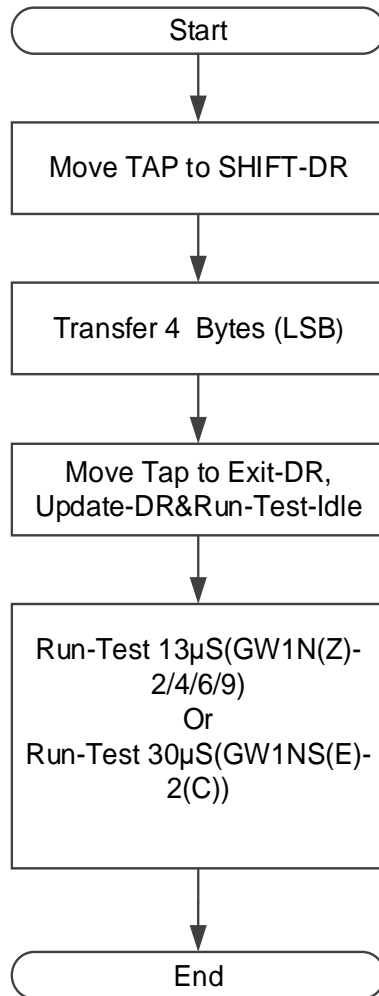 Start
Move TAP to SHIFT-DR
Transfer 4  Bytes (LSB)
Move Tap to Exit-DR,
Update-DR&Run-Test-Idle
Run-Test 13µS(GW1N(Z)-
2/4/6/9)
Or
Run-Test 30µS(GW1NS(E)-
2(C))
End